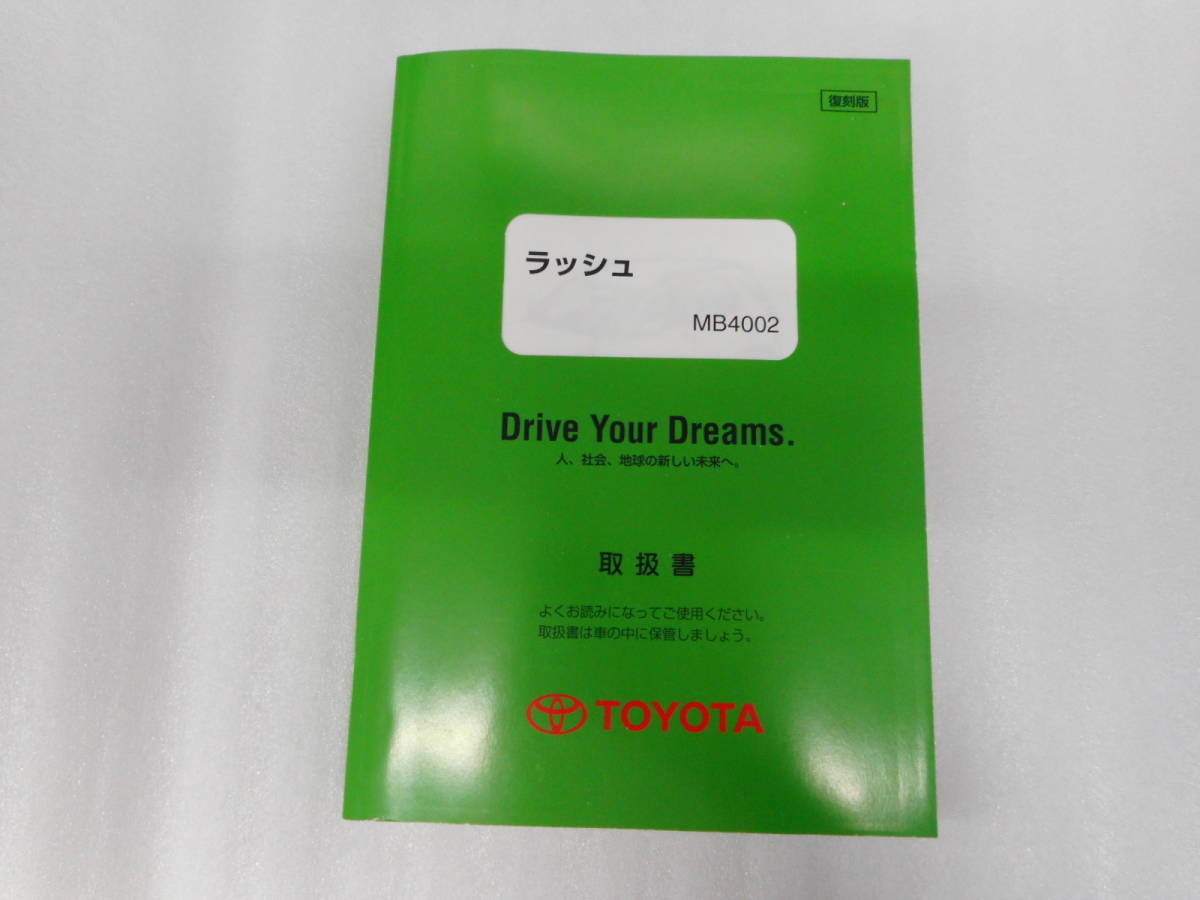 復刻版
ラッシュ
MB4002
Drive Your Dreams.
人、社会、地球の新しい未来へ。
取扱書
よくお読みになってご使用ください。
取扱書は車の中に保管しましょう。
TOYOTA